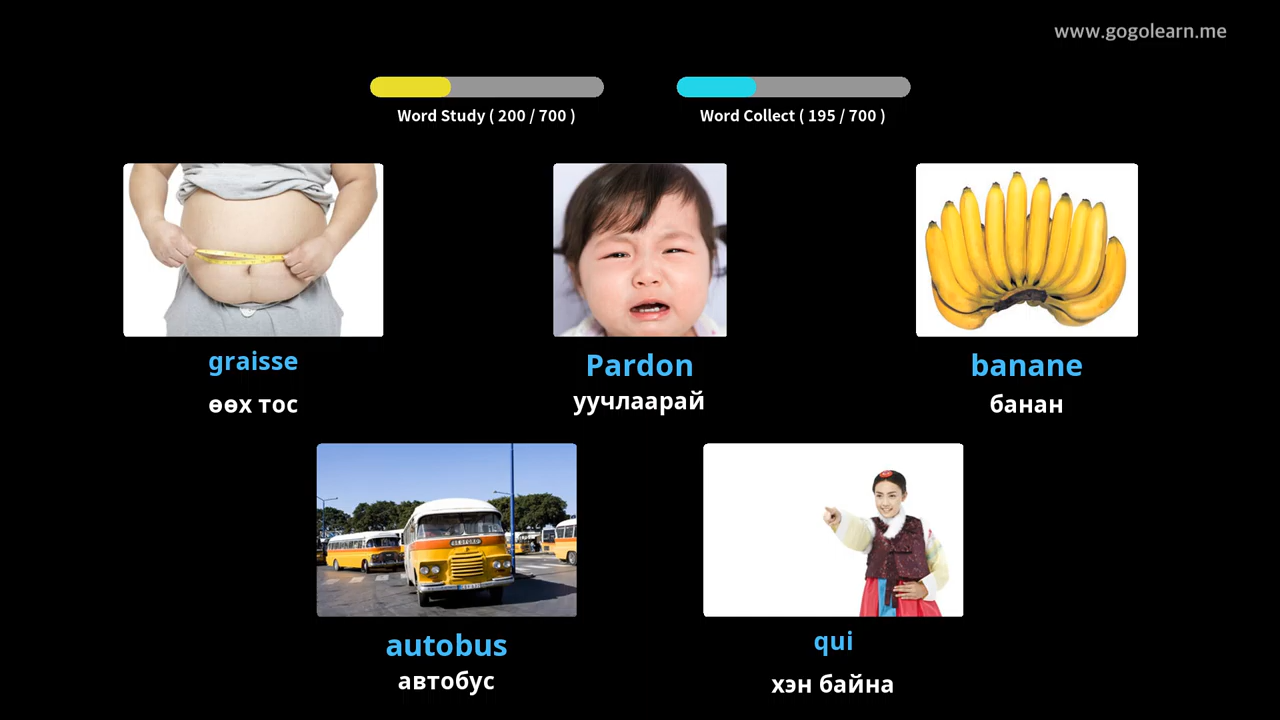 www.gogolearn.me
Word Study ( 200 / 700 )
Word Collect ( 195 / 700 )
graisse
Pardon
banane
өөх тос
уучлаарай
банан
autobus
qui
автобус
хэн байна